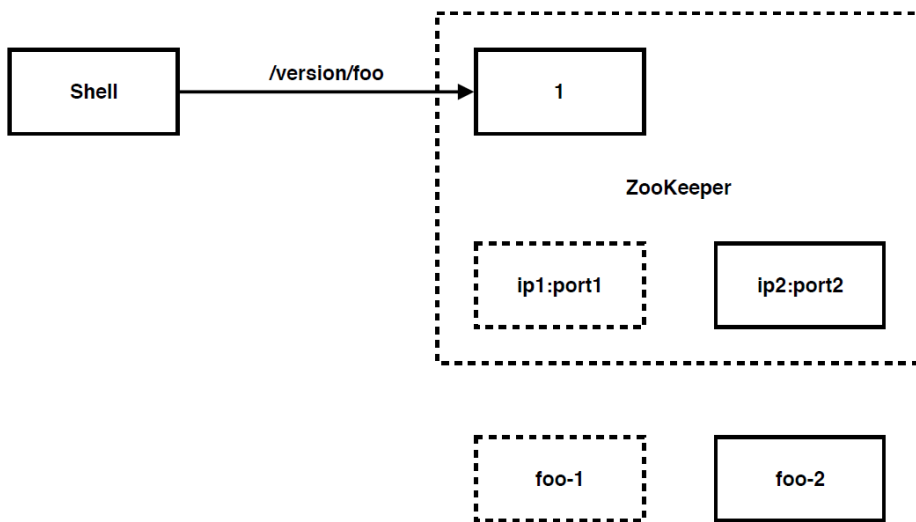 /version/foo
Shell
1
ZooKeeper
ip1:port1
ip2:port2
foo-1
foo-2